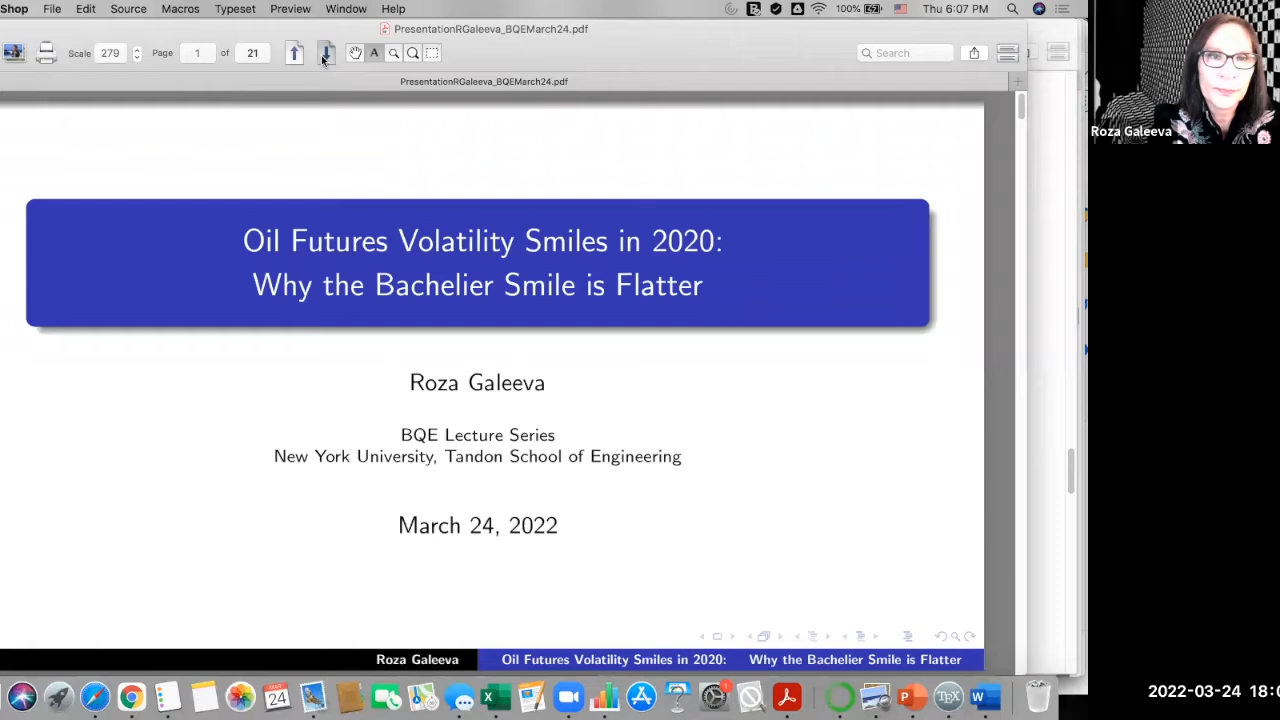 Shop File Edit Source Macros Typeset Preview Window Help 100% Thu 6:07 PM
PresentationRGaleeva_BQEMarch24.pdf
Scale 279 Page 1 of 21 A Search
PresentationRGaleeva_BQEMarch24.pdf
Roza Galeeva
Oil Futures Volatility Smiles in 2020:
Why the Bachelier Smile is Flatter
Roza Galeeva
BQE Lecture Series
New York University, Tandon School of Engineering
March 24, 2022
Roza Galeeva Oil Futures Volatility Smiles in 2020: Why the Bachelier Smile is Flatter
MAR
24
TEX
2022-03-24 18: